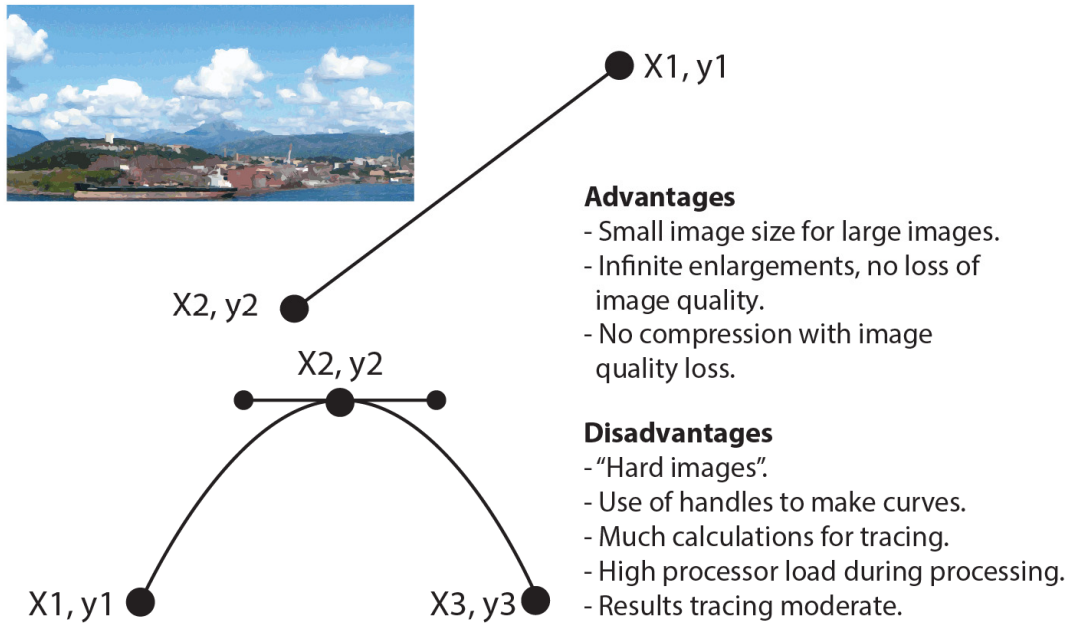 X1, y1
X2, y2
X2, y2
X1, y1
X3, y3
Advantages
- Small image size for large images.
- Infinite enlargements, no loss of
image quality.
- No compression with image
quality loss.
Disadvantages
- “Hard images”.
- Use of handles to make curves.
- Much calculations for tracing.
- High processor load during processing.
- Results tracing moderate.